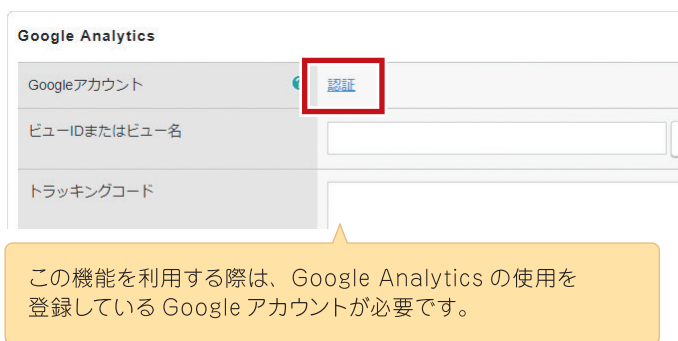 Google Analytics
Googleアカウント
認証
ビューIDまたはビュー名
トラッキングコード
この機能を利用する際は、Google Analytics の使用を
登録している Google アカウントが必要です。